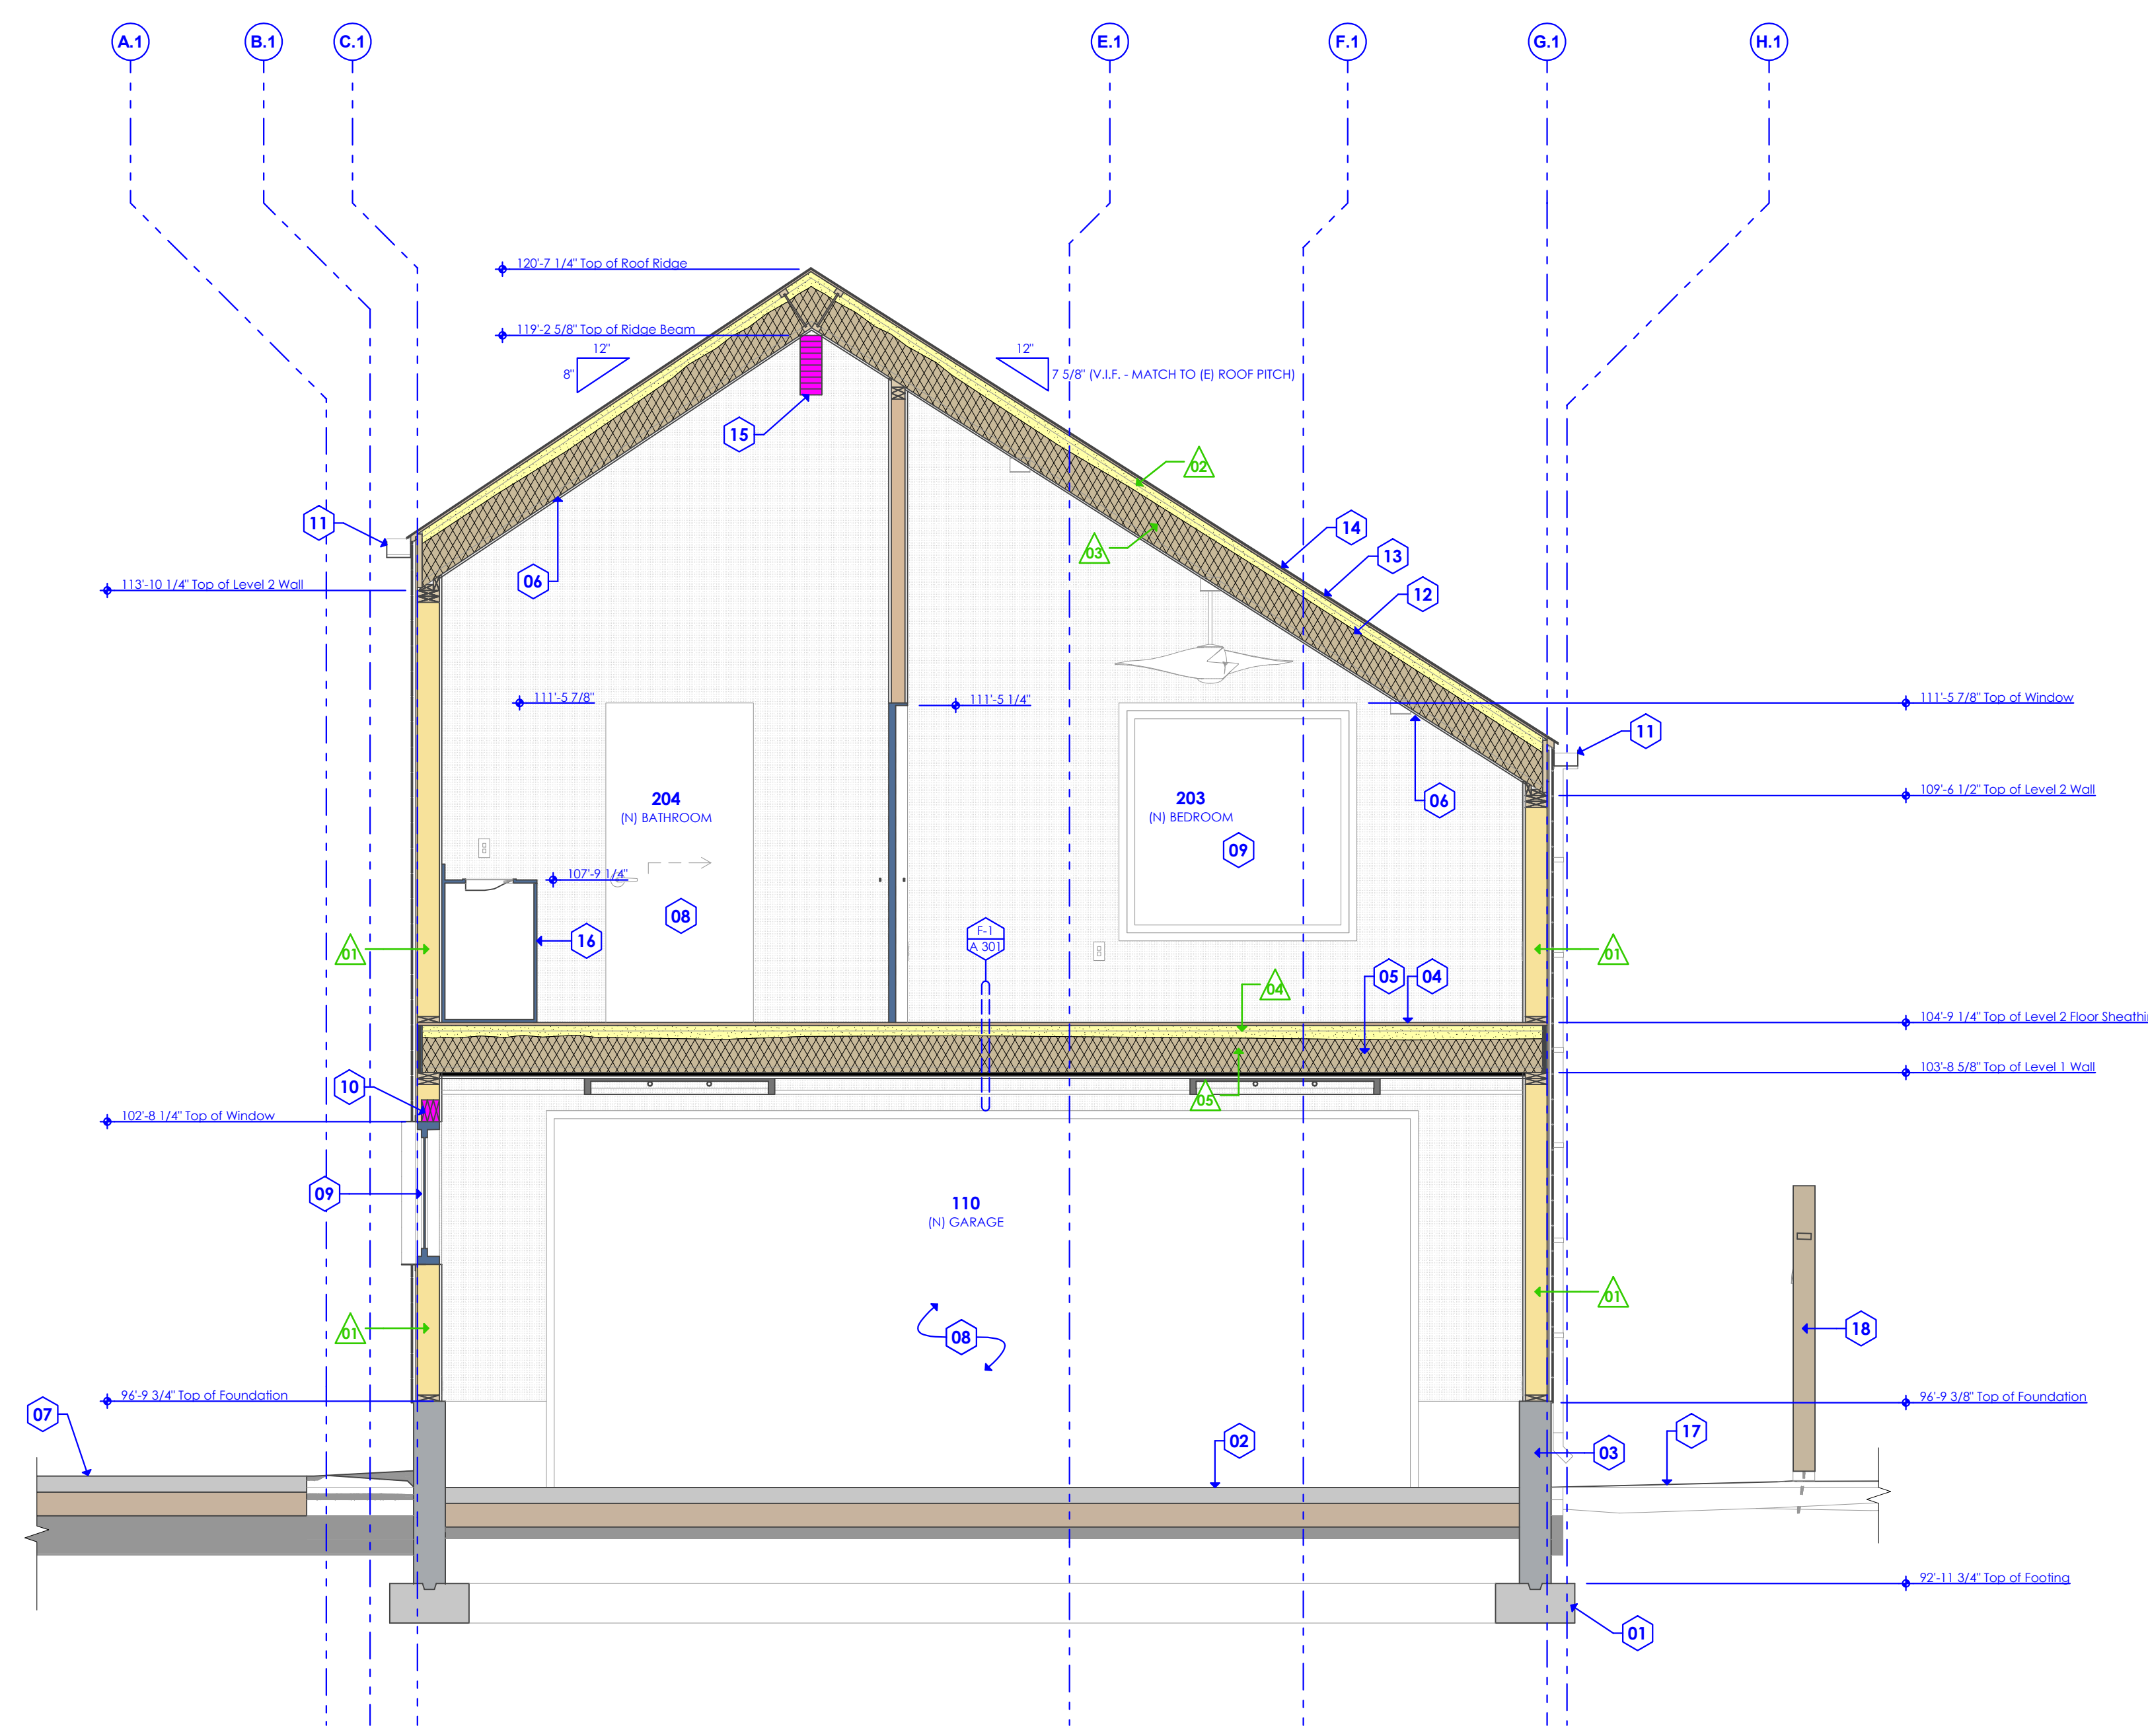 A.1
B.1
C.1
E.1
F.1
G.1
H.1
120'-7 1/4" Top of Roof Ridge
119'-2 5/8" Top of Ridge Beam
12"
8"
12"
7 5/8" (V.I.F. - MATCH TO (E) ROOF PITCH)
15
02
11
14
03
13
06
12
113'-10 1/4" Top of Level 2 Wall
111'-5 7/8"
111'-5 1/4"
111'-5 7/8" Top of Window
11
109'-6 1/2" Top of Level 2 Wall
06
204
(N) BATHROOM
203
(N) BEDROOM
09
107'-9 1/4"
08
16
F-1
A 301
01
01
05
04
04
104'-9 1/4" Top of Level 2 Floor Sheathi
103'-8 5/8" Top of Level 1 Wall
10
05
102'-8 1/4" Top of Window
09
110
(N) GARAGE
01
01
08
18
96'-9 3/4" Top of Foundation
96'-9 3/8" Top of Foundation
07
02
03
17
92'-11 3/4" Top of Footing
01